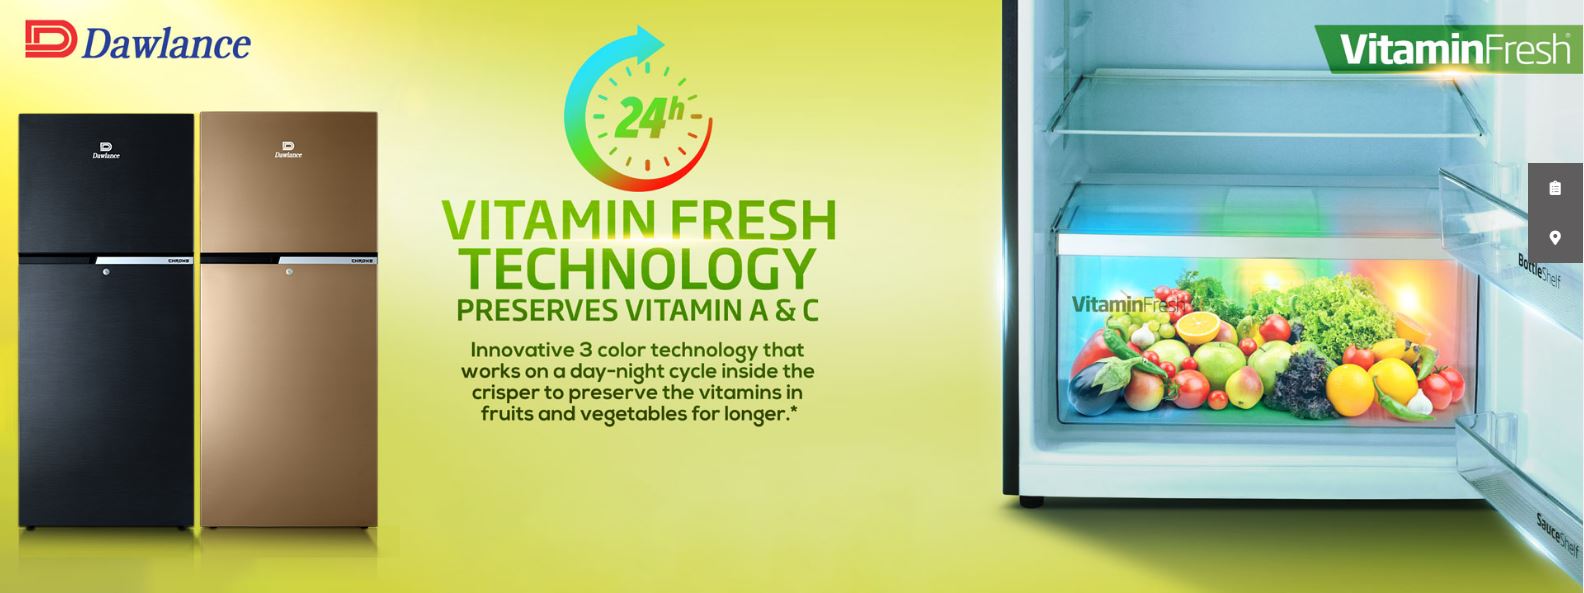 Dawlance
VitaminFresh®
24h
Dawlance
Dawlance
CHROME
CHROME
VITAMIN FRESH
TECHNOLOGY
PRESERVES VITAMIN A & C
Innovative 3 color technology that
works on a day-night cycle inside the
crisper to preserve the vitamins in
fruits and vegetables for longer.*
VitaminFresh
BottleShelf
SauceShelf